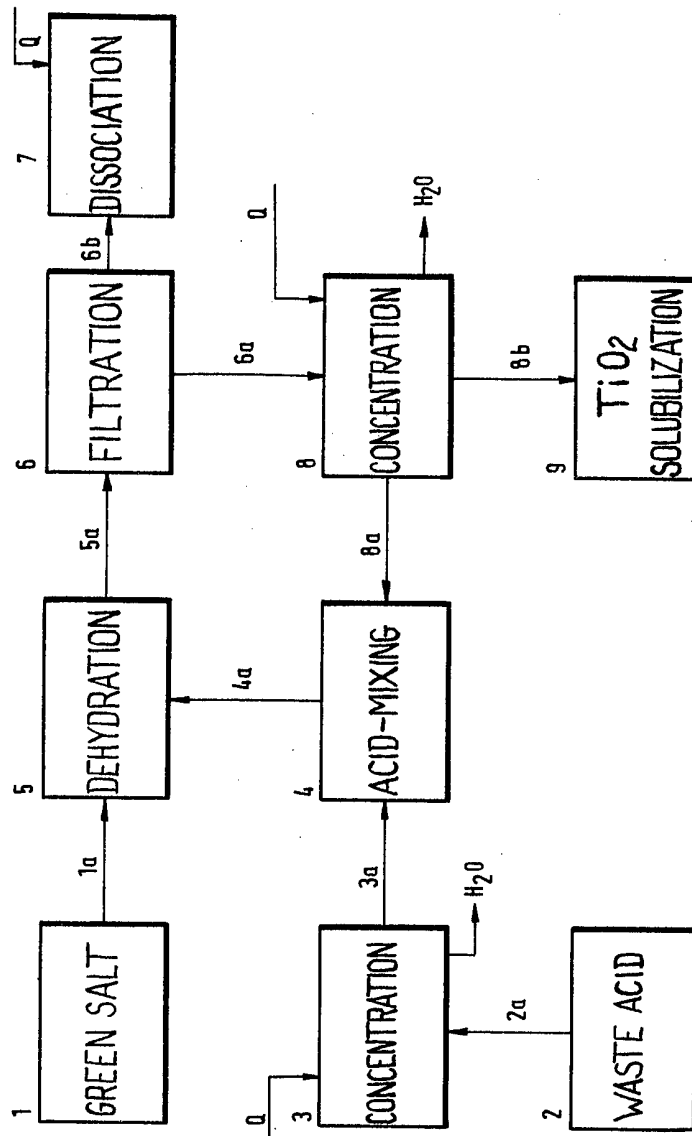 1
GREEN SALT
1a
5
DEHYDRATION
5a
6
FILTRATION
6b
7
DISSOCIATION
Q
4a
6a
Q
3
CONCENTRATION
Q
H2O
3a
4
ACID-MIXING
8a
8
CONCENTRATION
H2O
2a
8b
2
WASTE ACID
9
TiO2
SOLUBILIZATION